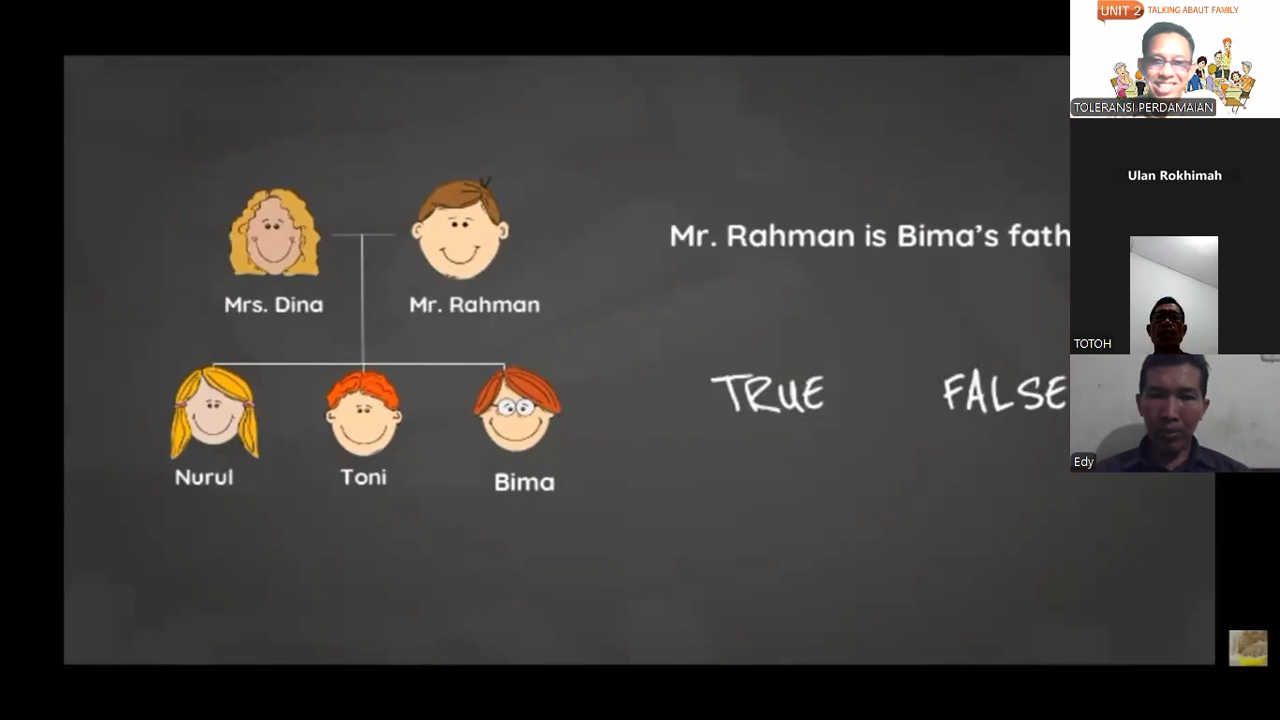 UNIT 2 TALKING ABAUT FAMILY
TOLERANSI PERDAMAIAN
Ulan Rokhimah
TOTOH
Edy
Mr. Rahman is Bima's fath
TRUE FALSE
Mrs. Dina Mr. Rahman
Nurul Toni Bima